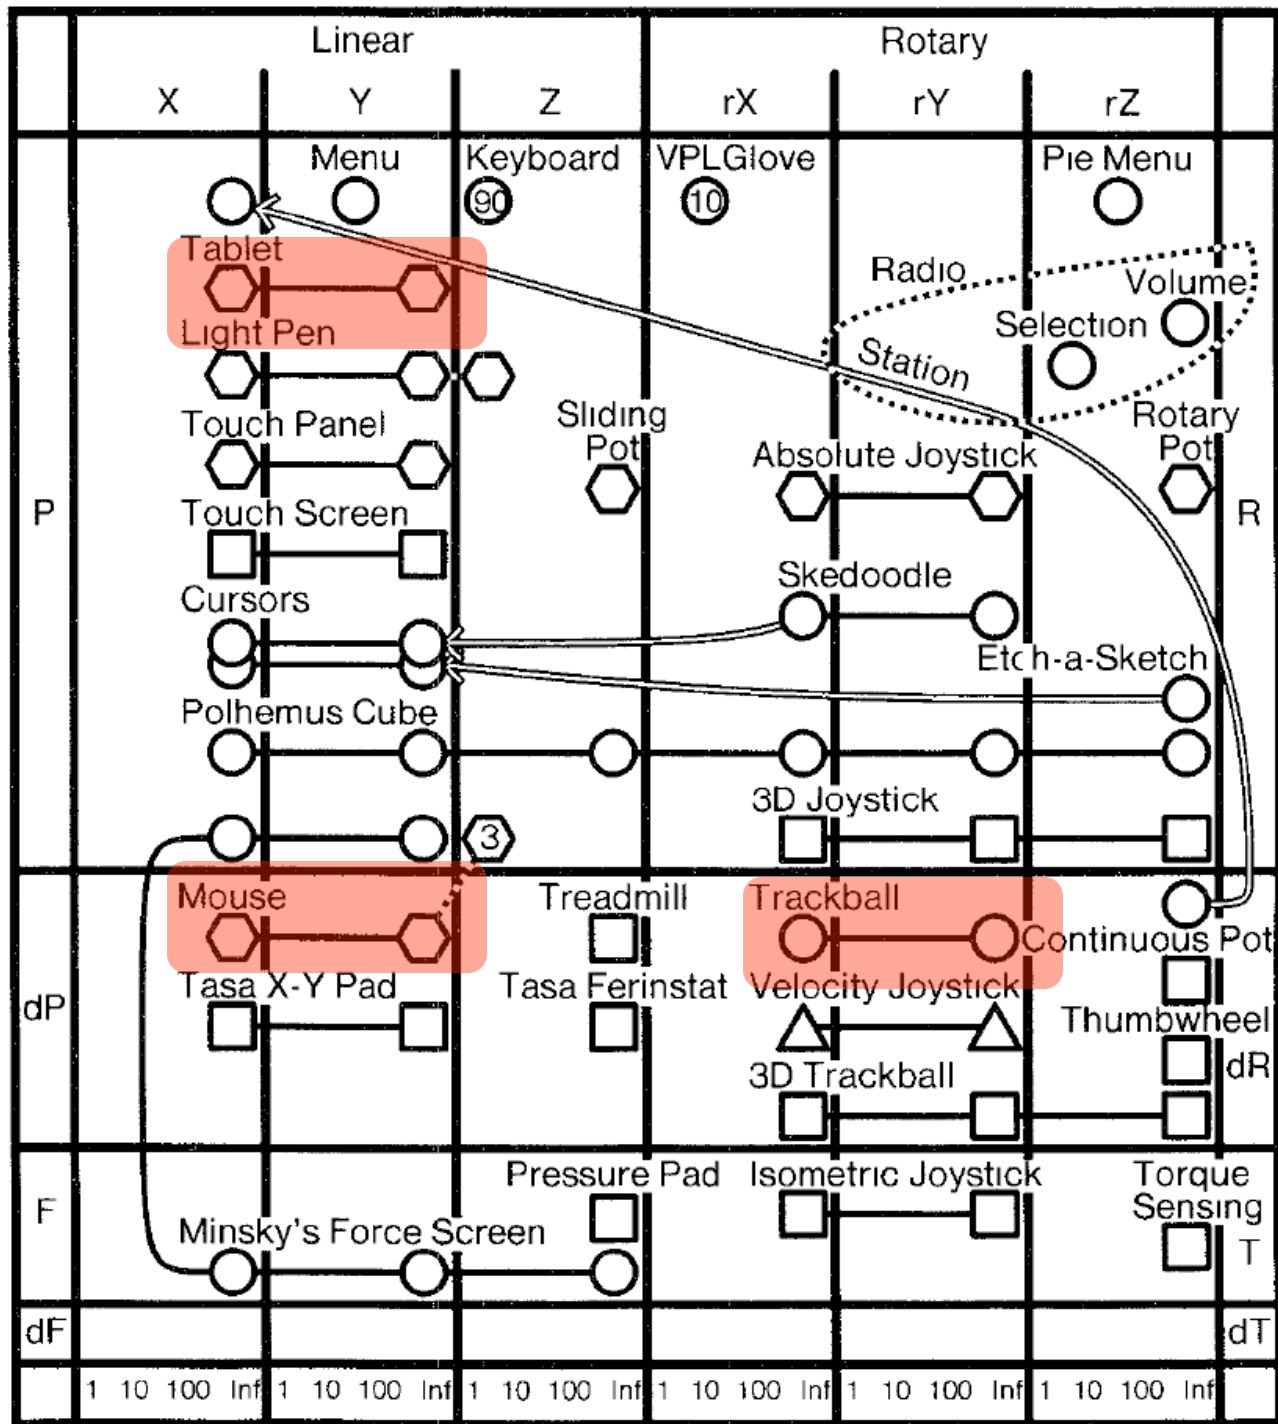 Linear Rotary
X Y Z rX rY rZ
Menu Keyboard VPLGlove Pie Menu
90 10
Tablet
Radio
Volume
Light Pen
Selection
Station
Touch Panel
Sliding
Pot
Absolute Joystick
Rotary
Pot
P R
Touch Screen
Skedoodle
Cursors
Etch-a-Sketch
Polhemus Cube
3D Joystick
3
Mouse Treadmill Trackball
Continuous Pot
Tasa X-Y Pad Tasa Ferinstat Velocity Joystick
dP
Thumbwheel
dR
3D Trackball
Pressure Pad Isometric Joystick Torque
Sensing
F T
Minsky's Force Screen
dF dT
1 10 100 Inf 1 10 100 Inf 1 10 100 Inf 1 10 100 Inf 1 10 100 Inf 1 10 100 Inf